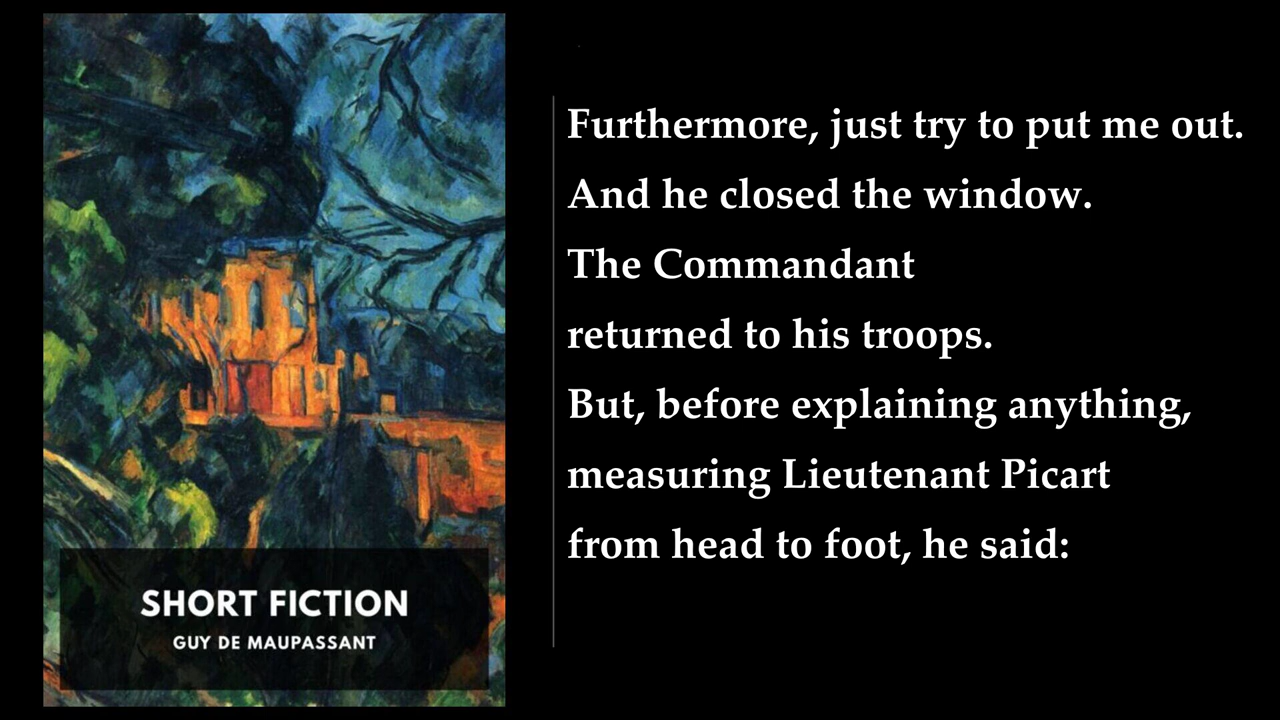 SHORT FICTION
GUY DE MAUPASSANT
Furthermore, just try to put me out.
And he closed the window.
The Commandant
returned to his troops.
But, before explaining anything,
measuring Lieutenant Picart
from head to foot, he said: